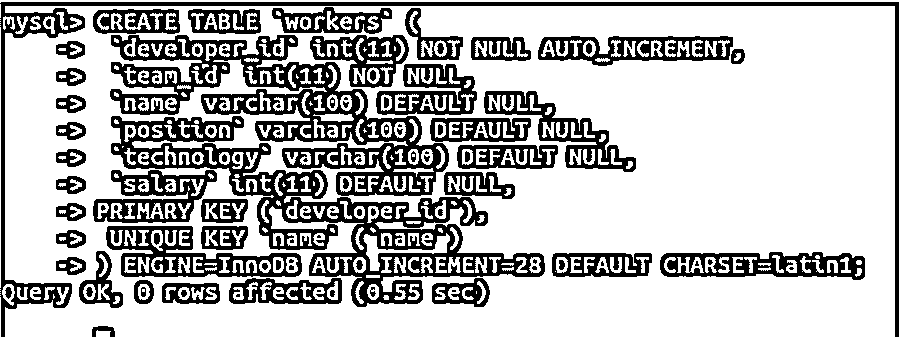 mysql> CREATE TABLE `workers` (
    ->  `developer_id` int(11) NOT NULL AUTO_INCREMENT,
    ->  `team_id` int(11) NOT NULL,
    ->  `name` varchar(100) DEFAULT NULL,
    ->  `position` varchar(100) DEFAULT NULL,
    ->  `technology` varchar(100) DEFAULT NULL,
    ->  `salary` int(11) DEFAULT NULL,
    -> PRIMARY KEY (`developer_id`),
    ->  UNIQUE KEY `name` (`name`)
    -> ) ENGINE=InnoDB AUTO_INCREMENT=28 DEFAULT CHARSET=latin1;
Query OK, 0 rows affected (0.55 sec)